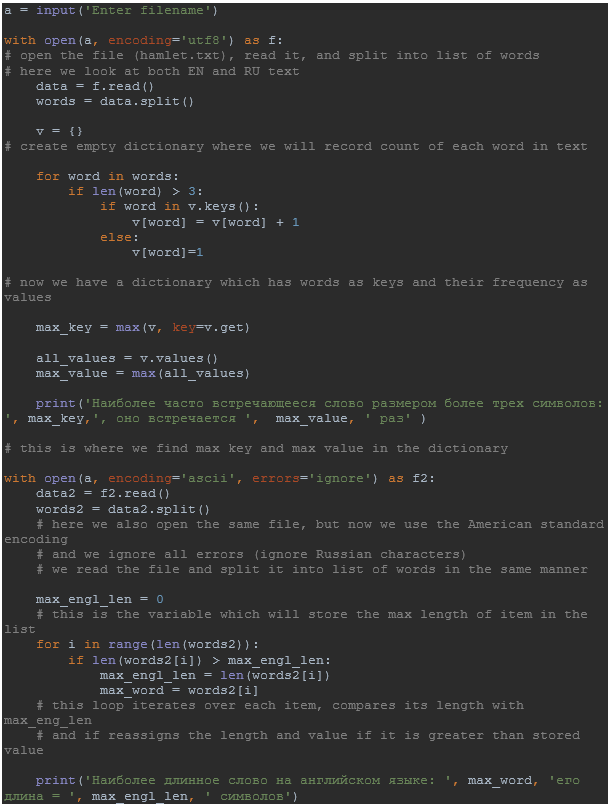 a = input('Enter filename')

with open(a, encoding='utf8') as f:
# open the file (hamlet.txt), read it, and split into list of words
# here we look at both EN and RU text
    data = f.read()
    words = data.split()

    v = {}
# create empty dictionary where we will record count of each word in text

    for word in words:
        if len(word) > 3:
            if word in v.keys():
                v[word] = v[word] + 1
            else:
                v[word]=1

# now we have a dictionary which has words as keys and their frequency as
values

    max_key = max(v, key=v.get)

    all_values = v.values()
    max_value = max(all_values)

    print('Наиболее часто встречающееся слово размером более трех символов:
', max_key,', оно встречается ',  max_value, ' раз' )

# this is where we find max key and max value in the dictionary

with open(a, encoding='ascii', errors='ignore') as f2:
    data2 = f2.read()
    words2 = data2.split()
    # here we also open the same file, but now we use the American standard
encoding
    # and we ignore all errors (ignore Russian characters)
    # we read the file and split it into list of words in the same manner

    max_engl_len = 0
    # this is the variable which will store the max length of item in the
list
    for i in range(len(words2)):
        if len(words2[i]) > max_engl_len:
            max_engl_len = len(words2[i])
            max_word = words2[i]
    # this loop iterates over each item, compares its length with
max_eng_len
    # and if reassigns the length and value if it is greater than stored
value

    print('Наиболее длинное слово на английском языке: ', max_word, 'его
длина = ', max_engl_len, ' символов')